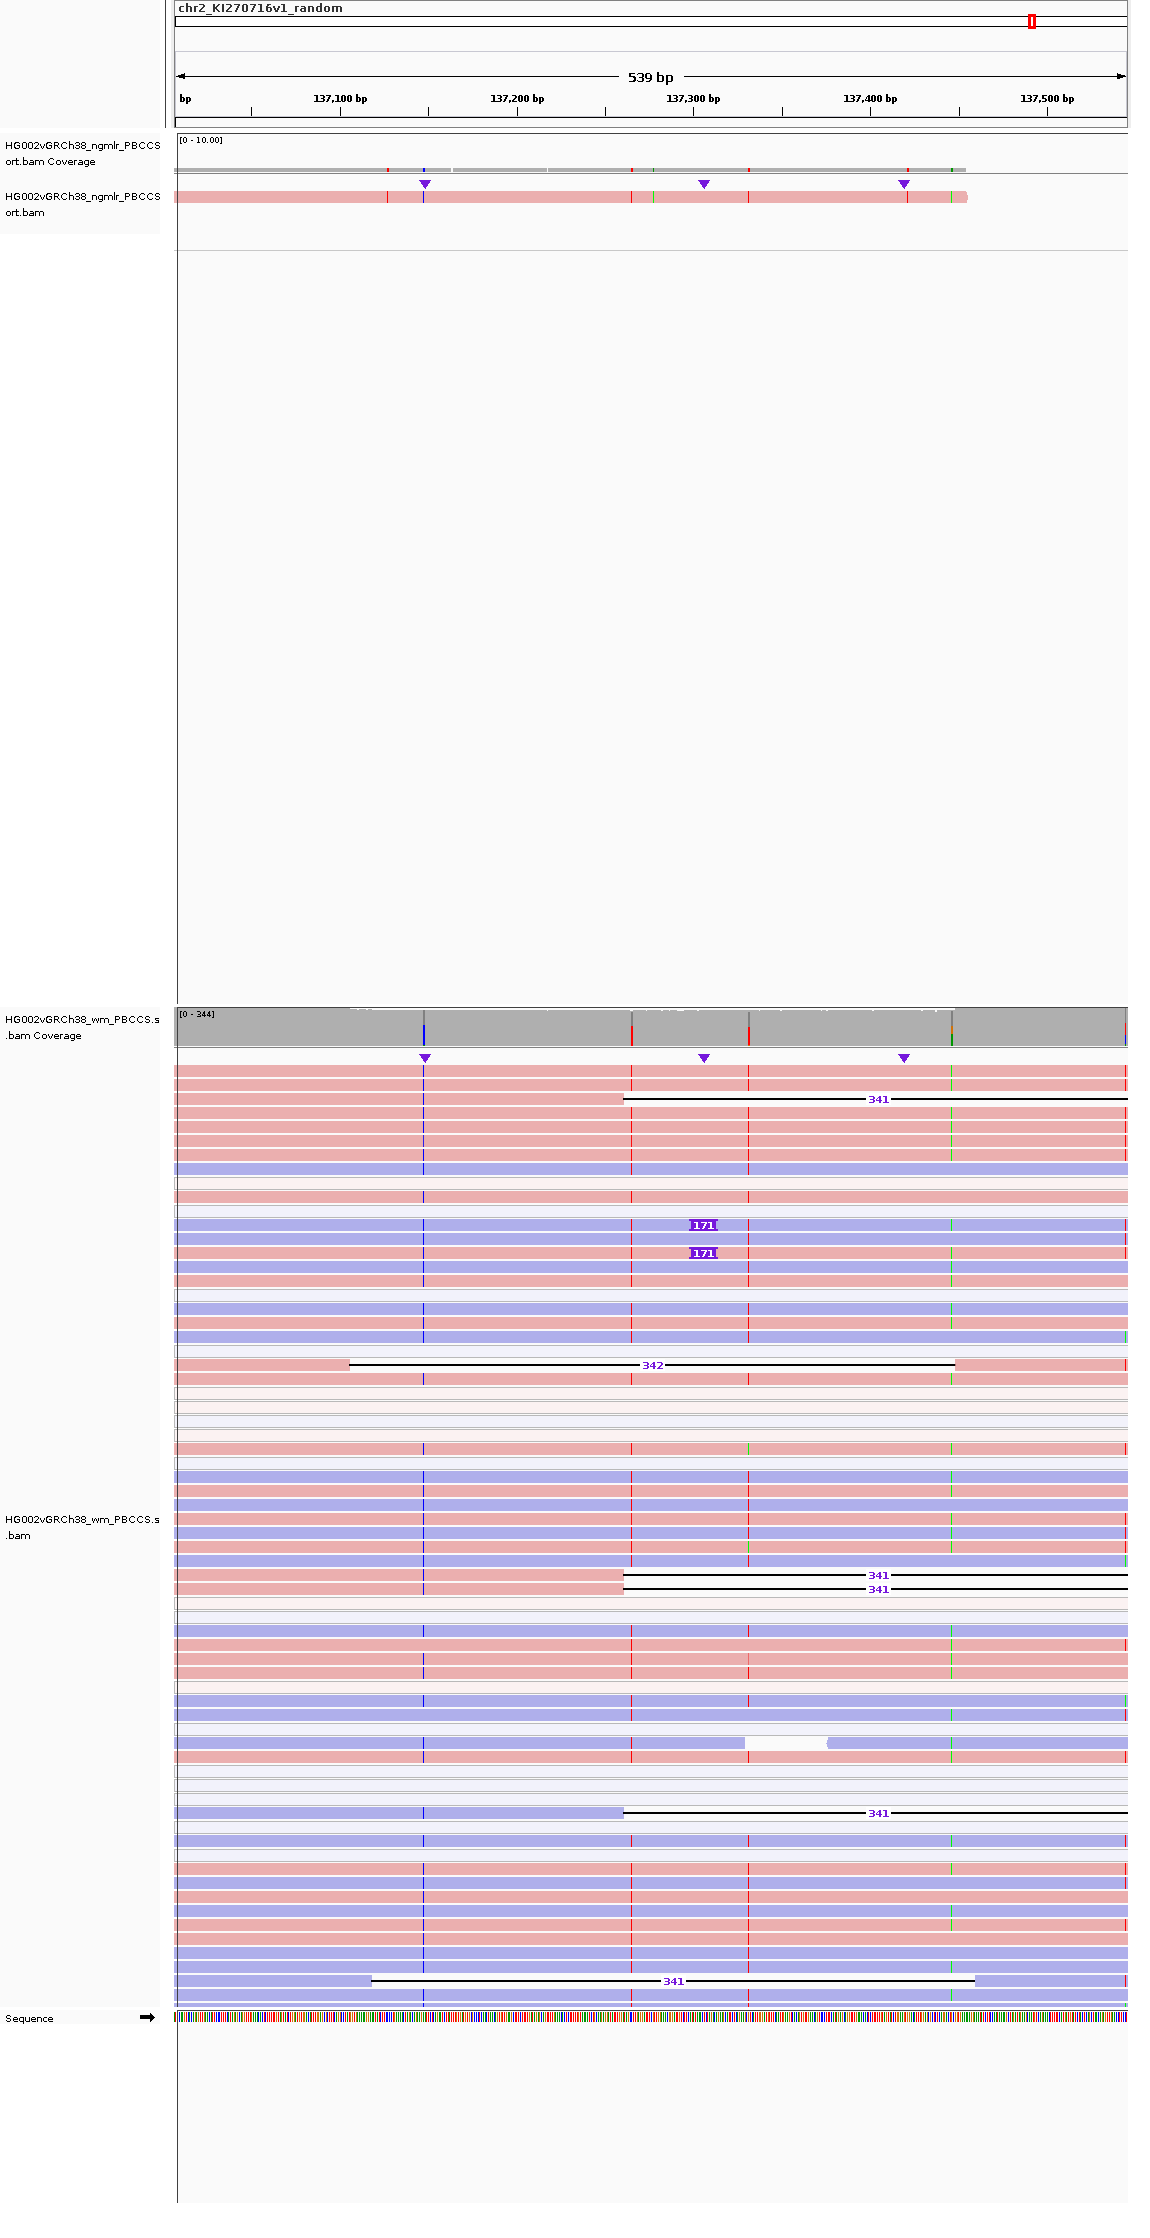 chr2_KI270716v1_random
539 bp
bp 137,100 bp 137,200 bp 137,300 bp 137,400 bp 137,500 bp
HG002vGRCh38_ngmlr_PBCCS
ort.bam Coverage
[0 - 10.00]
HG002vGRCh38_ngmlr_PBCCS
ort.bam
HG002vGRCh38_wm_PBCCS.s
.bam Coverage
[0 - 344]
341
171
171
342
HG002vGRCh38_wm_PBCCS.s
.bam
341
341
341
341
Sequence